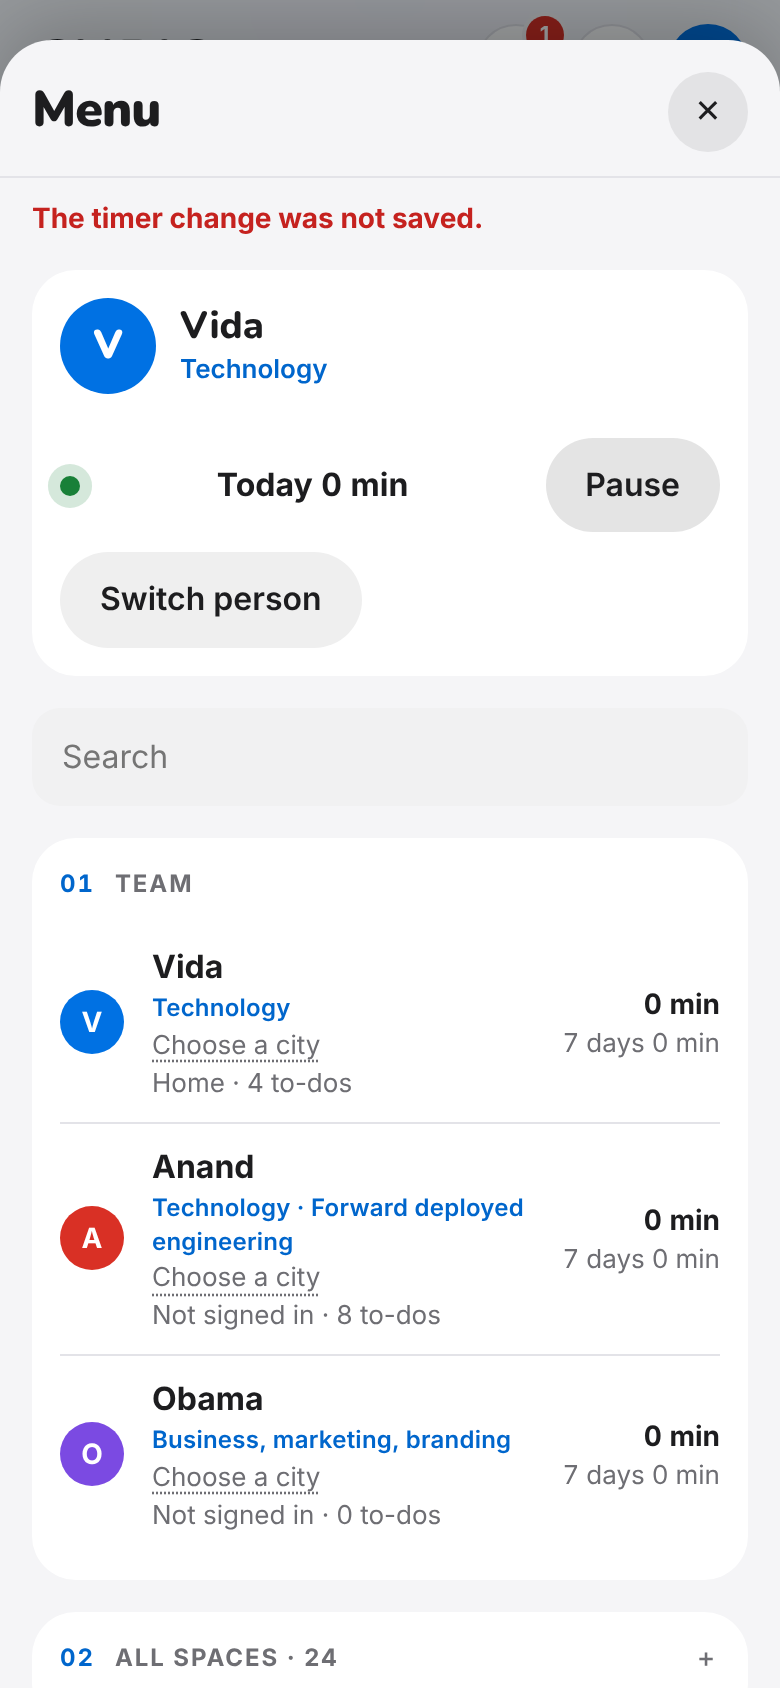 1
Menu
×
The timer change was not saved.
V
Vida
Technology
Today 0 min
Pause
Switch person
Search
01 TEAM
V
Vida
Technology
Choose a city
Home · 4 to-dos
0 min
7 days 0 min
A
Anand
Technology · Forward deployed
engineering
Choose a city
Not signed in · 8 to-dos
0 min
7 days 0 min
O
Obama
Business, marketing, branding
Choose a city
Not signed in · 0 to-dos
0 min
7 days 0 min
02 ALL SPACES · 24
+